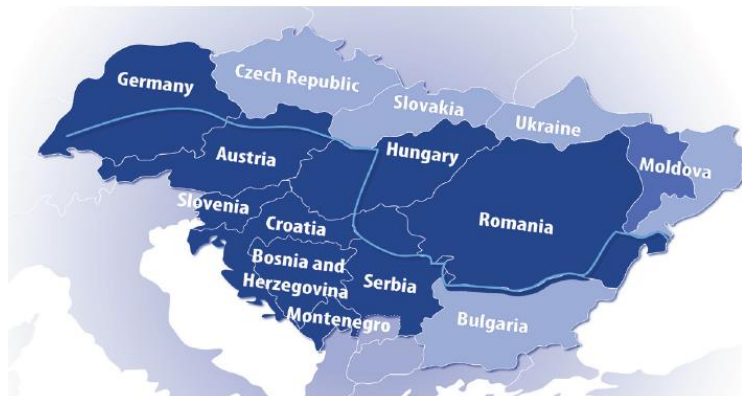 Germany
Czech Republic
Slovakia
Ukraine
Austria
Hungary
Moldova
Slovenia
Croatia
Romania
Bosnia and
Herzegovina
Serbia
Montenegro
Bulgaria